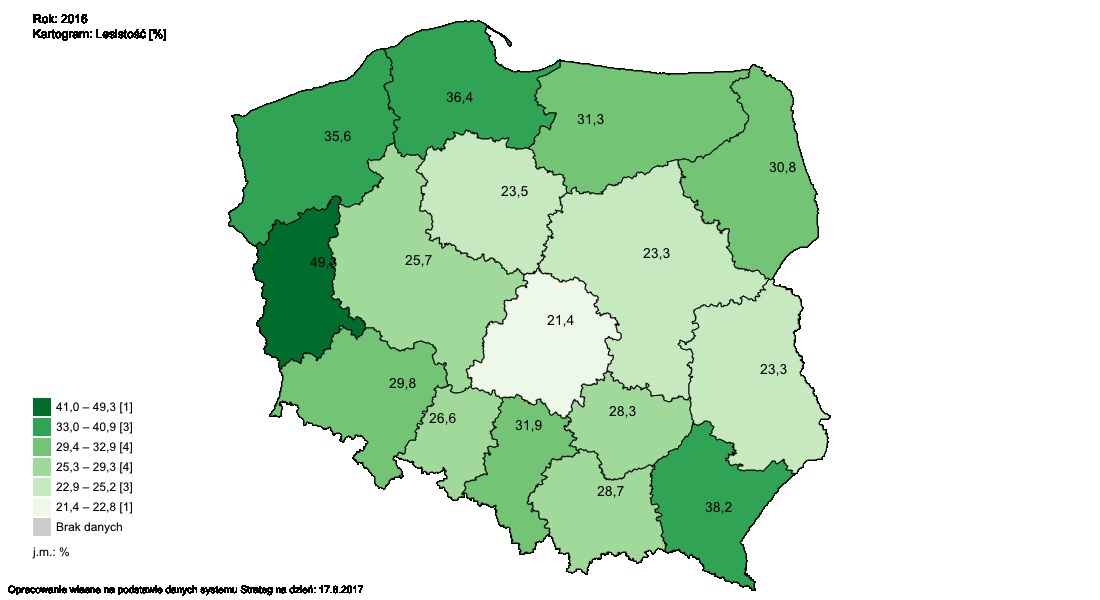 Rok: 2016
Kartogram: Lesistość [%]
36,4
31,3
35,6
30,8
23,5
23,3
49,3
25,7
21,4
23,3
29,8
28,3
26,6
31,9
28,7
38,2
41,0 – 49,3 [1]
33,0 – 40,9 [3]
29,4 – 32,9 [4]
25,3 – 29,3 [4]
22,9 – 25,2 [3]
21,4 – 22,8 [1]
Brak danych
j.m.: %
Opracowanie własne na podstawie danych systemu Strateg na dzień: 17.8.2017